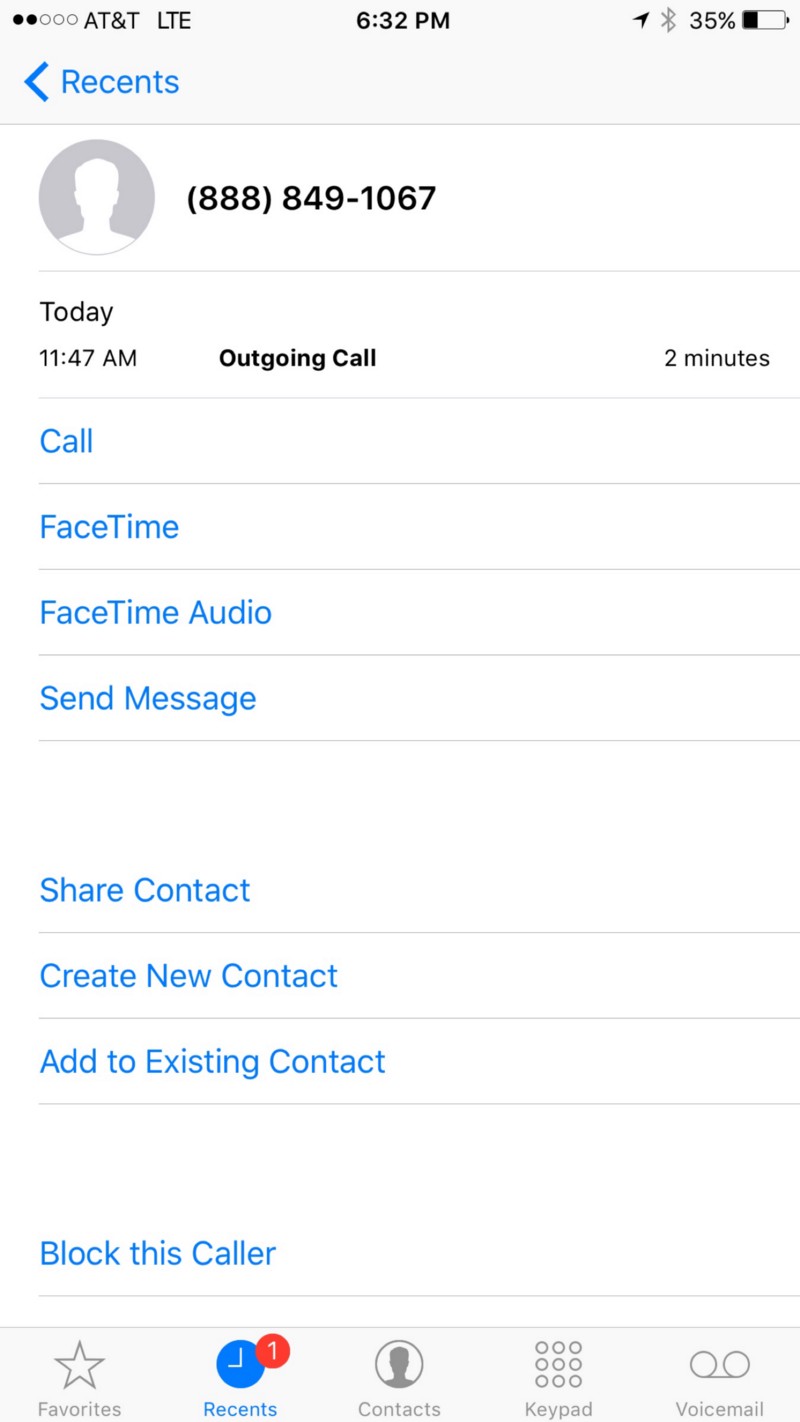 AT&T LTE 6:32 PM 35%
Recents
(888) 849-1067
Today
11:47 AM Outgoing Call 2 minutes
Call
FaceTime
FaceTime Audio
Send Message
Share Contact
Create New Contact
Add to Existing Contact
Block this Caller
1
Favorites Recents Contacts Keypad Voicemail